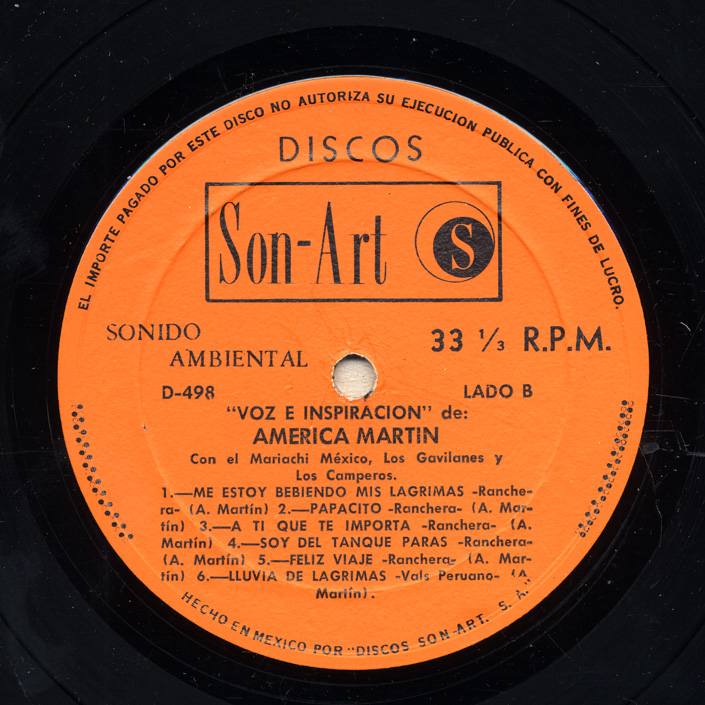 EL IMPORTE PAGADO POR ESTE DISCO NO AUTORIZA SU EJECUCION PUBLICA CON FINES DE LUCRO.
DISCOS
Son-Art S
SONIDO
AMBIENTAL
33 1/3 R.P.M.
D-498
LADO B
"VOZ E INSPIRACION" de:
AMERICA MARTIN
Con el Mariachi México, Los Gavilanes y
Los Camperos.
1.—ME ESTOY BEBIENDO MIS LAGRIMAS -Ranche-
ra- (A. Martín) 2.—PAPACITO -Ranchera- (A. Mar-
tín) 3.—A TI QUE TE IMPORTA -Ranchera- (A.
Martín) 4.—SOY DEL TANQUE PARAS -Ranchera-
(A. Martín) 5.—FELIZ VIAJE -Ranchera- (A. Mar-
tín) 6.—LLUVIA DE LAGRIMAS -Vals Peruano- (A.
Martín).
HECHO EN MEXICO POR "DISCOS SON-ART. S. A."